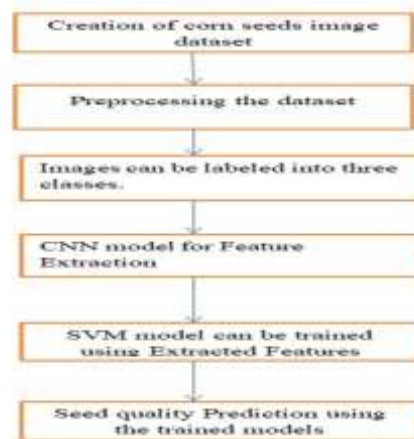 Creation of corn seeds image
dataset
Preprocessing the dataset
Images can be labeled into three
classes.
CNN model for Feature
Extraction
SVM model can be trained
using Extracted Features
Seed quality Prediction using
the trained models